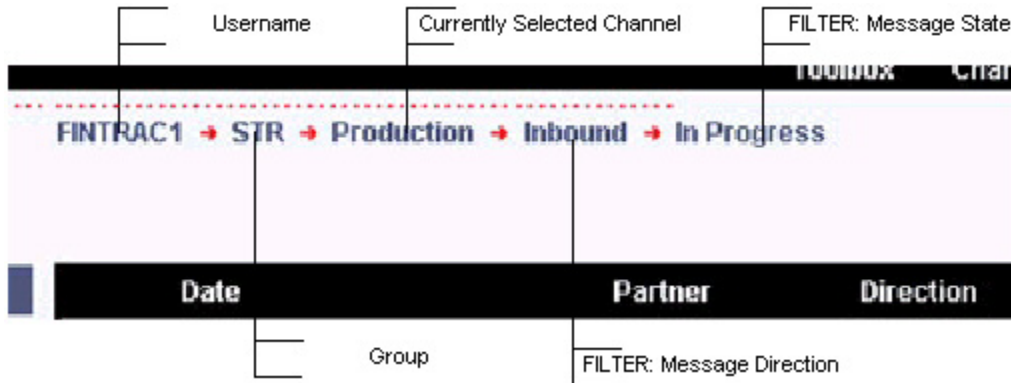 Username Currently Selected Channel FILTER: Message State
Toolbox
FINTRAC1 → STR → Production → Inbound → In Progress
Date Partner Direction
Group FILTER: Message Direction